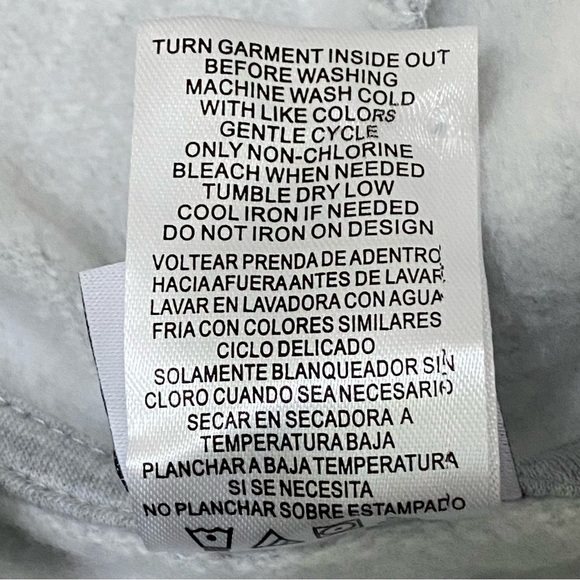 TURN GARMENT INSIDE OUT
BEFORE WASHING
MACHINE WASH COLD
WITH LIKE COLORS
GENTLE CYCLE
ONLY NON-CHLORINE
BLEACH WHEN NEEDED
TUMBLE DRY LOW
COOL IRON IF NEEDED
DO NOT IRON ON DESIGN
VOLTEAR PRENDA DE ADENTRO
HACIA AFUERA ANTES DE LAVAR
LAVAR EN LAVADORA CON AGUA
FRIA CON COLORES SIMILARES
CICLO DELICADO
SOLAMENTE BLANQUEADOR SIN
CLORO CUANDO SEA NECESARIO
SECAR EN SECADORA A
TEMPERATURA BAJA
PLANCHAR A BAJA TEMPERATURA
SI SE NECESITA
NO PLANCHAR SOBRE ESTAMPADO